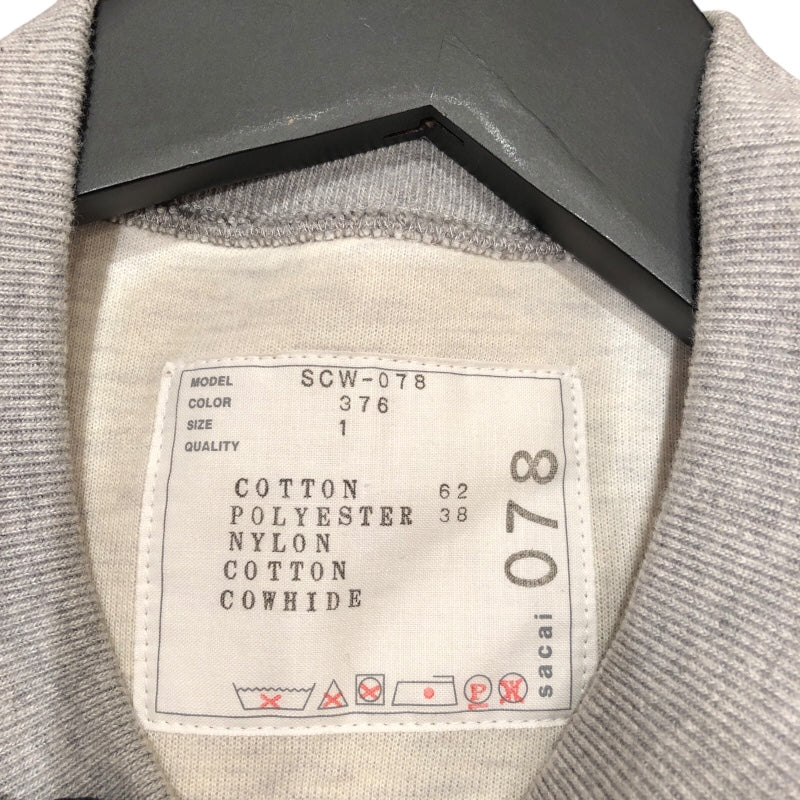 MODEL SCW-078
COLOR 376
SIZE 1
QUALITY
COTTON 62
POLYESTER 38
NYLON
COTTON
COWHIDE
P W
078
sacai